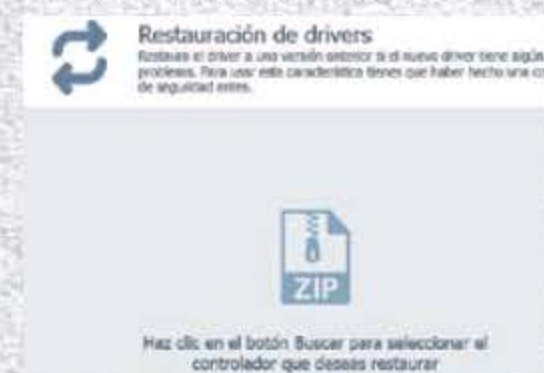 Restauración de drivers
Restaura el driver a una versión anterior si el nuevo driver tiene algún
problema. Para usar esta característica tienes que haber hecho una
de seguridad antes.
ZIP
Haz clic en el botón Buscar para seleccionar el
controlador que deseas restaurar